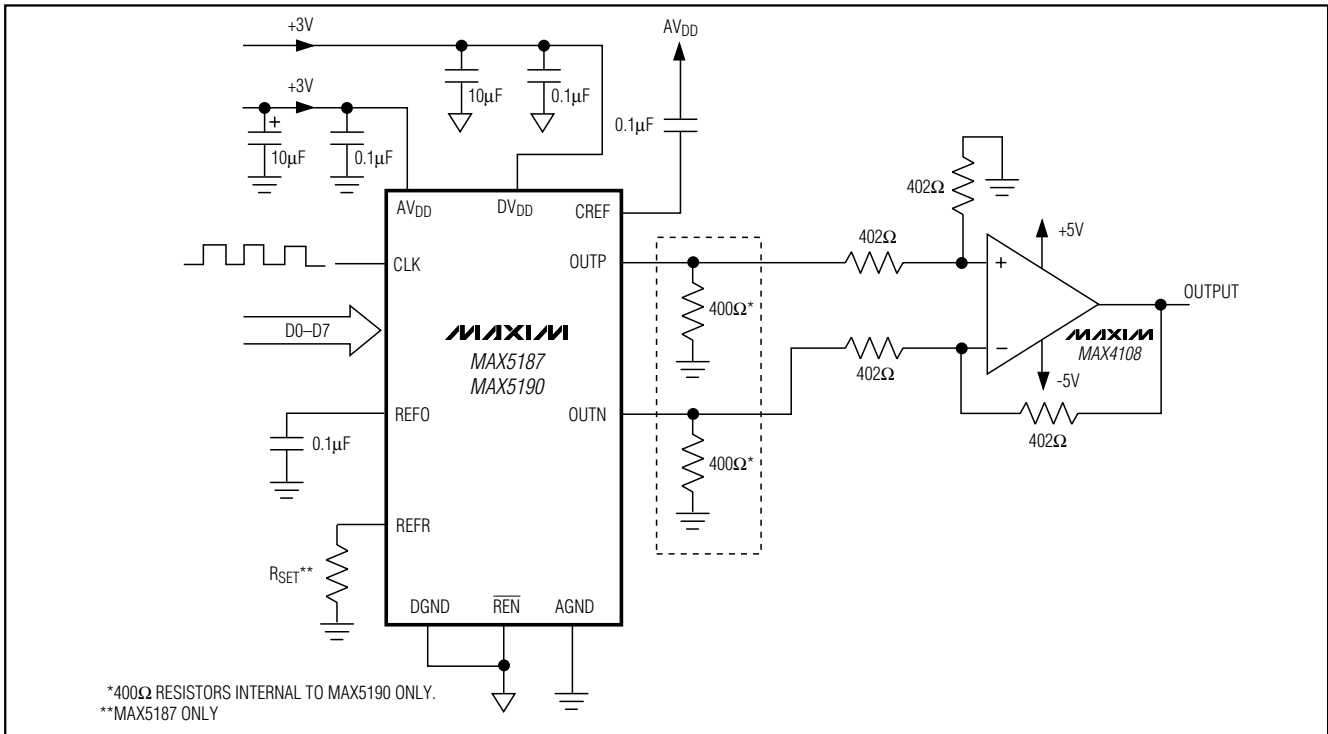 +3V
AVDD
+3V
10µF
0.1µF
0.1µF
+
10µF
0.1µF
402Ω
AVDD
DVDD
CREF
+5V
402Ω
CLK
OUTP
+
OUTPUT
400Ω*
D0–D7
MAXIM
MAX5187
MAX5190
MAXIM
MAX4108
−
402Ω
-5V
REFO
OUTN
402Ω
0.1µF
400Ω*
REFR
RSET**
DGND
REN
AGND
*400Ω RESISTORS INTERNAL TO MAX5190 ONLY.
**MAX5187 ONLY